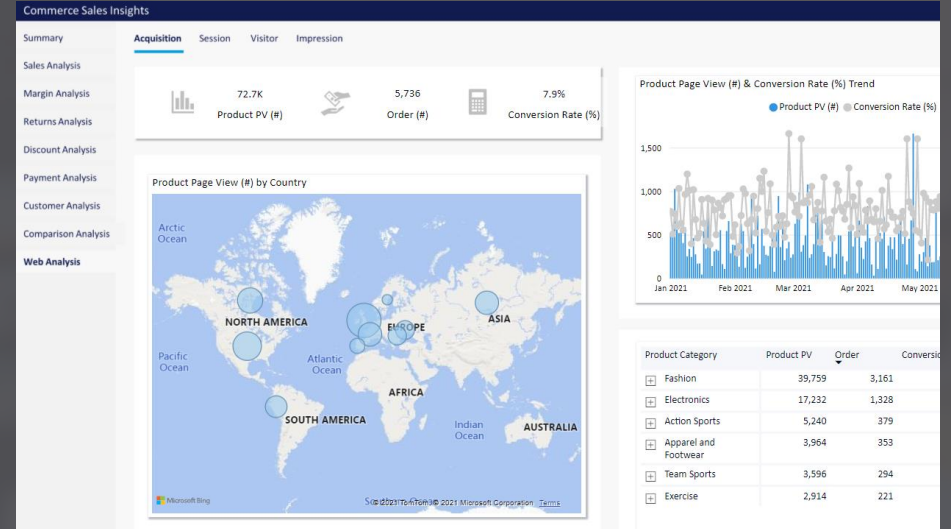 Commerce Sales Insights
Summary
Sales Analysis
Margin Analysis
Returns Analysis
Discount Analysis
Payment Analysis
Customer Analysis
Comparison Analysis
Web Analysis
Acquisition Session Visitor Impression
72.7K
Product PV (#)
5,736
Order (#)
7.9%
Conversion Rate (%)
Product Page View (#) by Country
Arctic
Ocean
NORTH AMERICA
EUROPE
ASIA
Pacific
Ocean
Atlantic
Ocean
AFRICA
SOUTH AMERICA
Indian
Ocean
AUSTRALIA
Microsoft Bing
© 2021 Microsoft Corporation Terms
Product Page View (#) & Conversion Rate (%) Trend
Product PV (#) Conversion Rate (%)
1,500
1,000
500
0
Jan 2021 Feb 2021 Mar 2021 Apr 2021 May 2021
Product Category Product PV Order Conversio
Fashion 39,759 3,161
Electronics 17,232 1,328
Action Sports 5,240 379
Apparel and
Footwear 3,964 353
Team Sports 3,596 294
Exercise 2,914 221